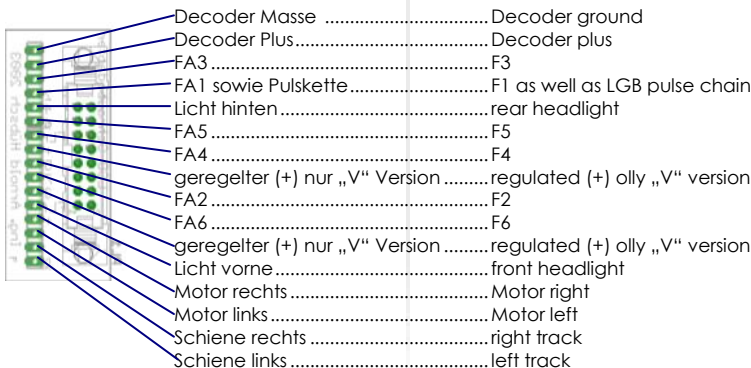 Decoder Masse ........................................ Decoder ground
Decoder Plus............................................... Decoder plus
FA3 ............................................................... F3
FA1 sowie Pulskette.................................... F1 as well as LGB pulse chain
Licht hinten................................................... rear headlight
FA5 ............................................................... F5
FA4 ............................................................... F4
geregelter (+) nur „V“ Version ......... regulated (+) olly „V“ version
FA2 ............................................................... F2
FA6 ............................................................... F6
geregelter (+) nur „V“ Version ......... regulated (+) olly „V“ version
Licht vorne ................................................... front headlight
Motor rechts ............................................... Motor right
Motor links .................................................... Motor left
Schiene rechts ............................................ right track
Schiene links ................................................ left track
Arnold Hübsch 2003